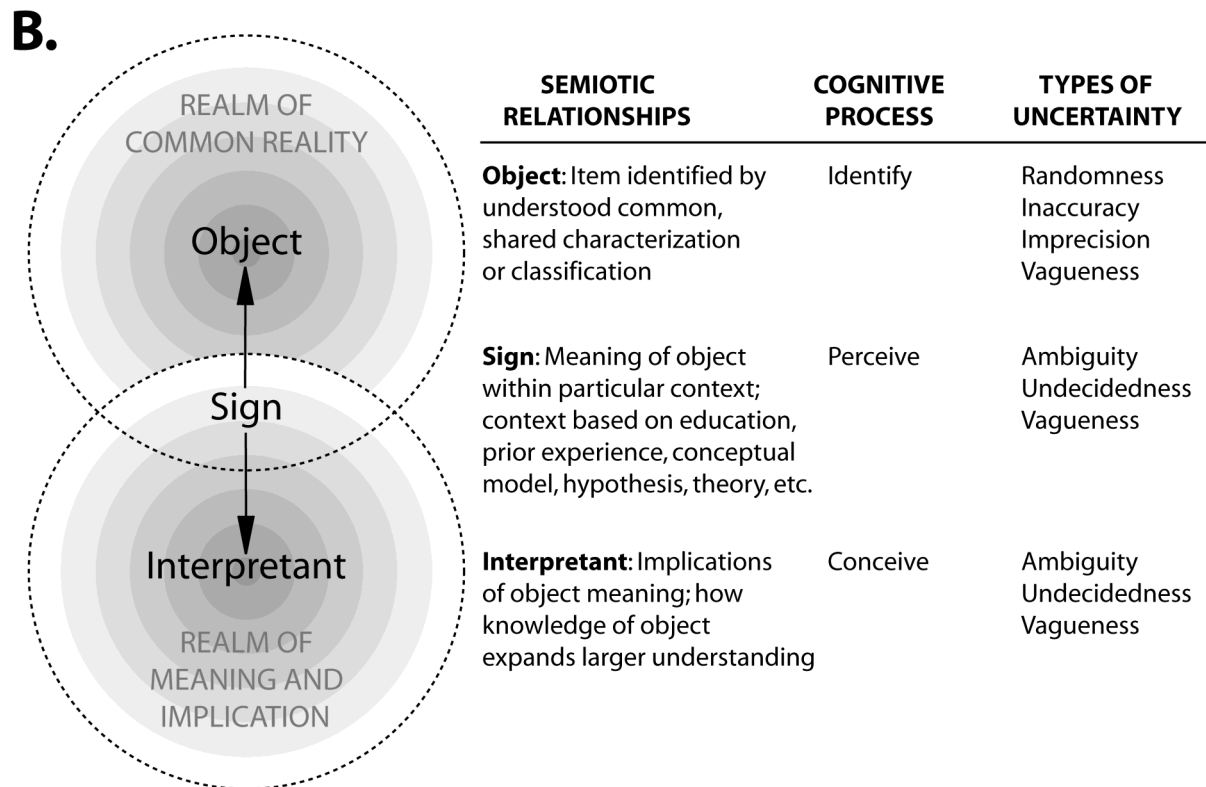 B.
REALM OF
COMMON REALITY
Object
Sign
Interpretant
REALM OF
MEANING AND
IMPLICATION
SEMIOTIC
RELATIONSHIPS
COGNITIVE
PROCESS
TYPES OF
UNCERTAINTY
Object: Item identified by
understood common,
shared characterization
or classification
Identify
Randomness
Inaccuracy
Imprecision
Vagueness
Sign: Meaning of object
within particular context;
context based on education,
prior experience, conceptual
model, hypothesis, theory, etc.
Perceive
Ambiguity
Undecidedness
Vagueness
Interpretant: Implications
of object meaning; how
knowledge of object
expands larger understanding
Conceive
Ambiguity
Undecidedness
Vagueness